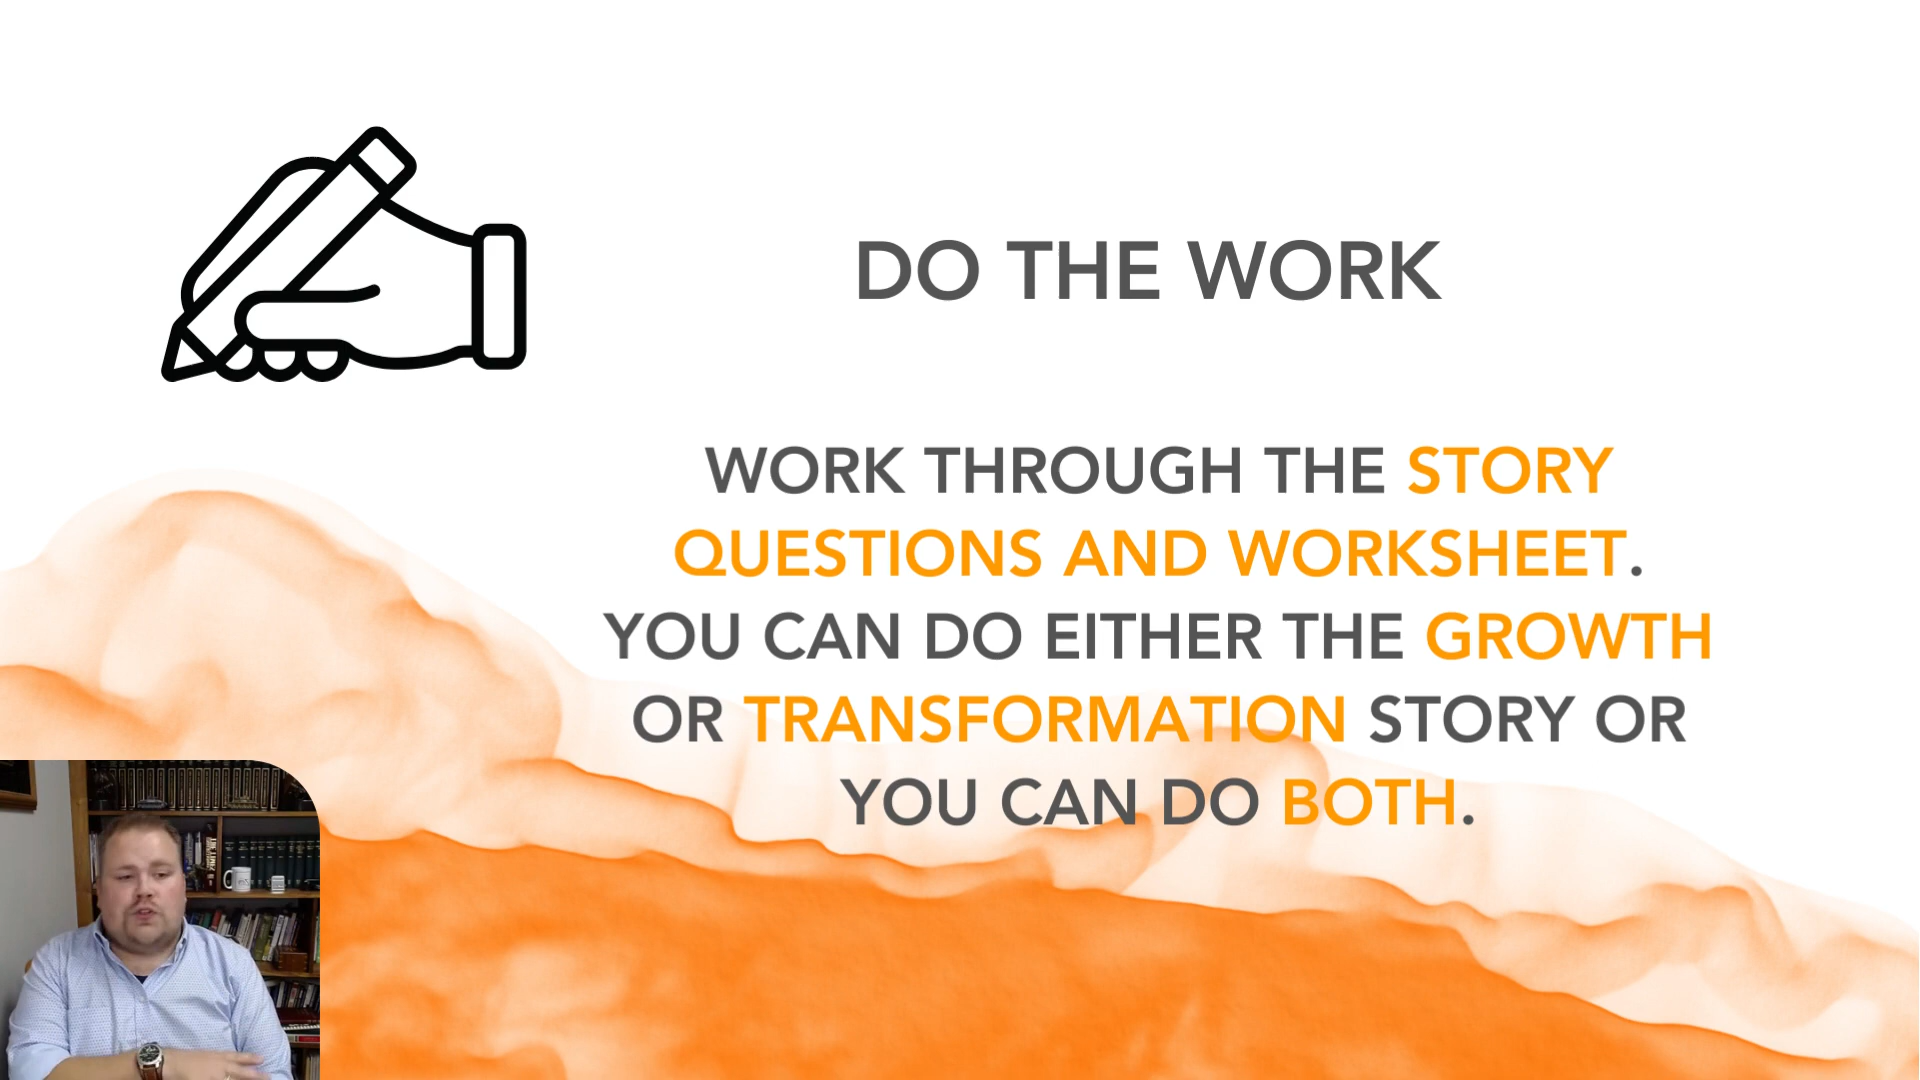 DO THE WORK
WORK THROUGH THE STORY
QUESTIONS AND WORKSHEET.
YOU CAN DO EITHER THE GROWTH
OR TRANSFORMATION STORY OR
YOU CAN DO BOTH.